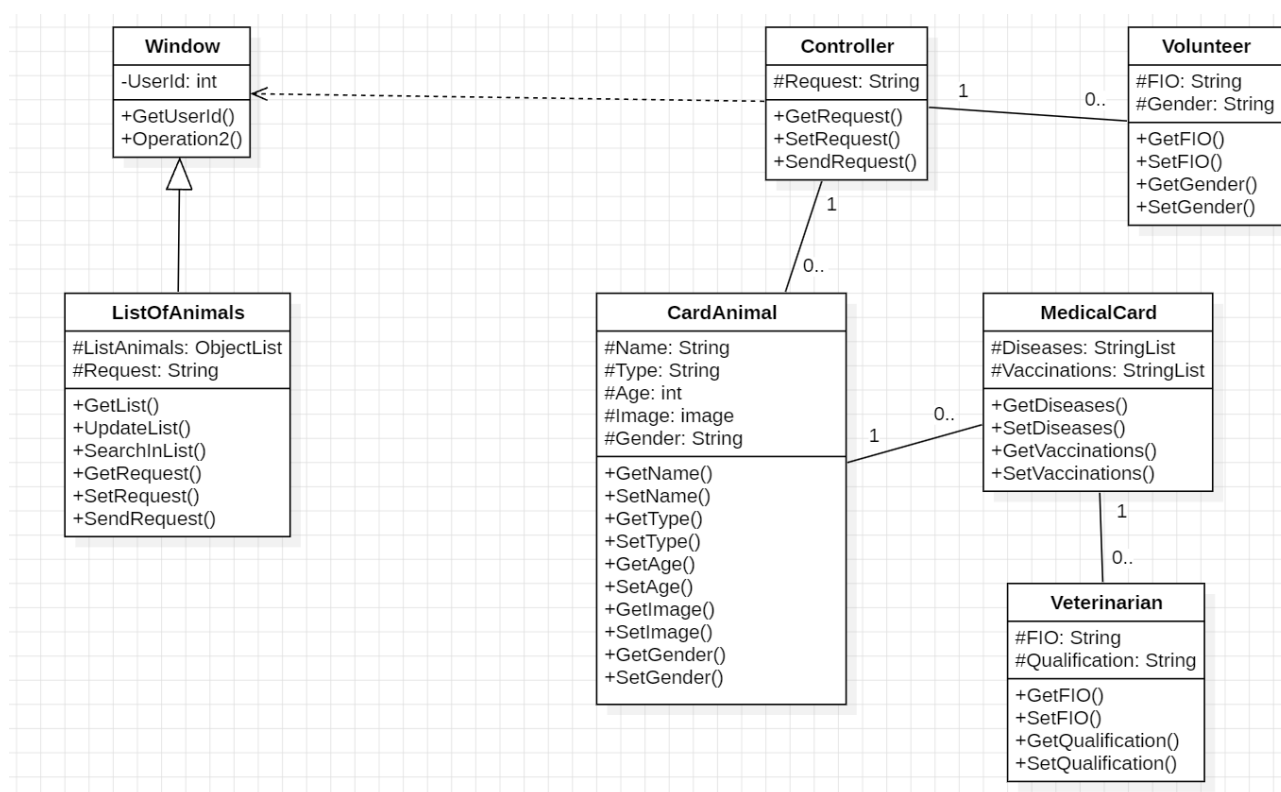 Window
-UserId: int
+GetUserId()
+Operation2()
Controller
#Request: String
+GetRequest()
+SetRequest()
+SendRequest()
1
0..
Volunteer
#FIO: String
#Gender: String
+GetFIO()
+SetFIO()
+GetGender()
+SetGender()
1
0..
ListOfAnimals
#ListAnimals: ObjectList
#Request: String
+GetList()
+UpdateList()
+SearchInList()
+GetRequest()
+SetRequest()
+SendRequest()
CardAnimal
#Name: String
#Type: String
#Age: int
#Image: image
#Gender: String
+GetName()
+SetName()
+GetType()
+SetType()
+GetAge()
+SetAge()
+GetImage()
+SetImage()
+GetGender()
+SetGender()
1
0..
MedicalCard
#Diseases: StringList
#Vaccinations: StringList
+GetDiseases()
+SetDiseases()
+GetVaccinations()
+SetVaccinations()
1
0..
Veterinarian
#FIO: String
#Qualification: String
+GetFIO()
+SetFIO()
+GetQualification()
+SetQualification()